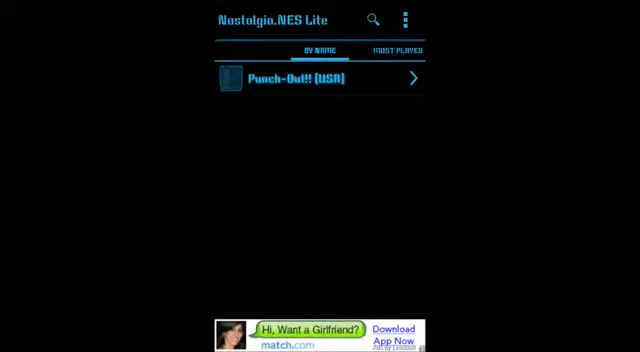 Nostalgia.NES Lite
BY NAME
MOST PLAYED
Punch-Out!! (USA)
Hi, Want a Girlfriend?
match.com
Download
App Now